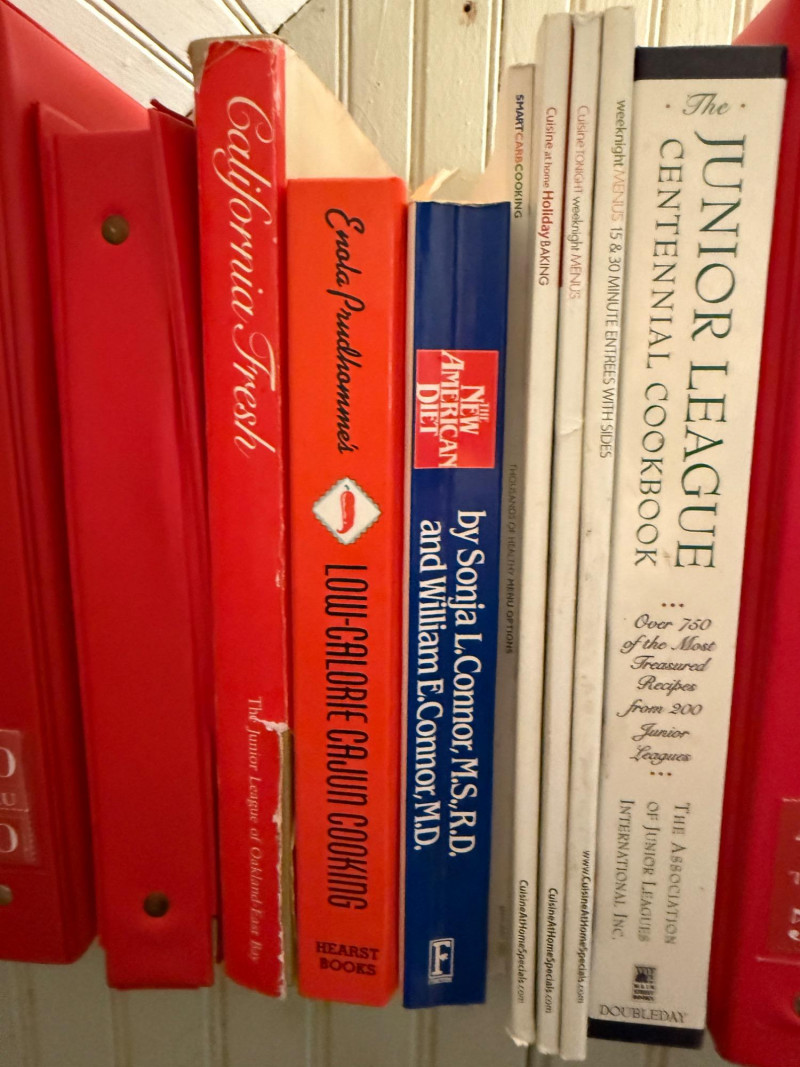 California Fresh
The Junior League of Oakland-East Bay
Enola Prudhomme's
LOW-CALORIE CAJUN COOKING
HEARST
BOOKS
THE
NEW
AMERICAN
DIET
by Sonja L. Connor, M.S., R.D.
and William E. Connor, M.D.
SMARTCARBCOOKING
THOUSANDS OF HEALTHY MENU OPTIONS
CuisineAtHomeSpecials.com
Cuisine at home Holiday BAKING
CuisineAtHomeSpecials.com
Cuisine TONIGHT weeknight MENUS
www.CuisineAtHomeSpecials.com
weeknight MENUS 15 & 30 MINUTE ENTREES WITH SIDES
The
JUNIOR LEAGUE
CENTENNIAL COOKBOOK
Over 750
of the Most
Treasured
Recipes
from 200
Junior
Leagues
THE ASSOCIATION
OF JUNIOR LEAGUES
INTERNATIONAL INC.
MAIN
STREET
BOOKS
DOUBLEDAY